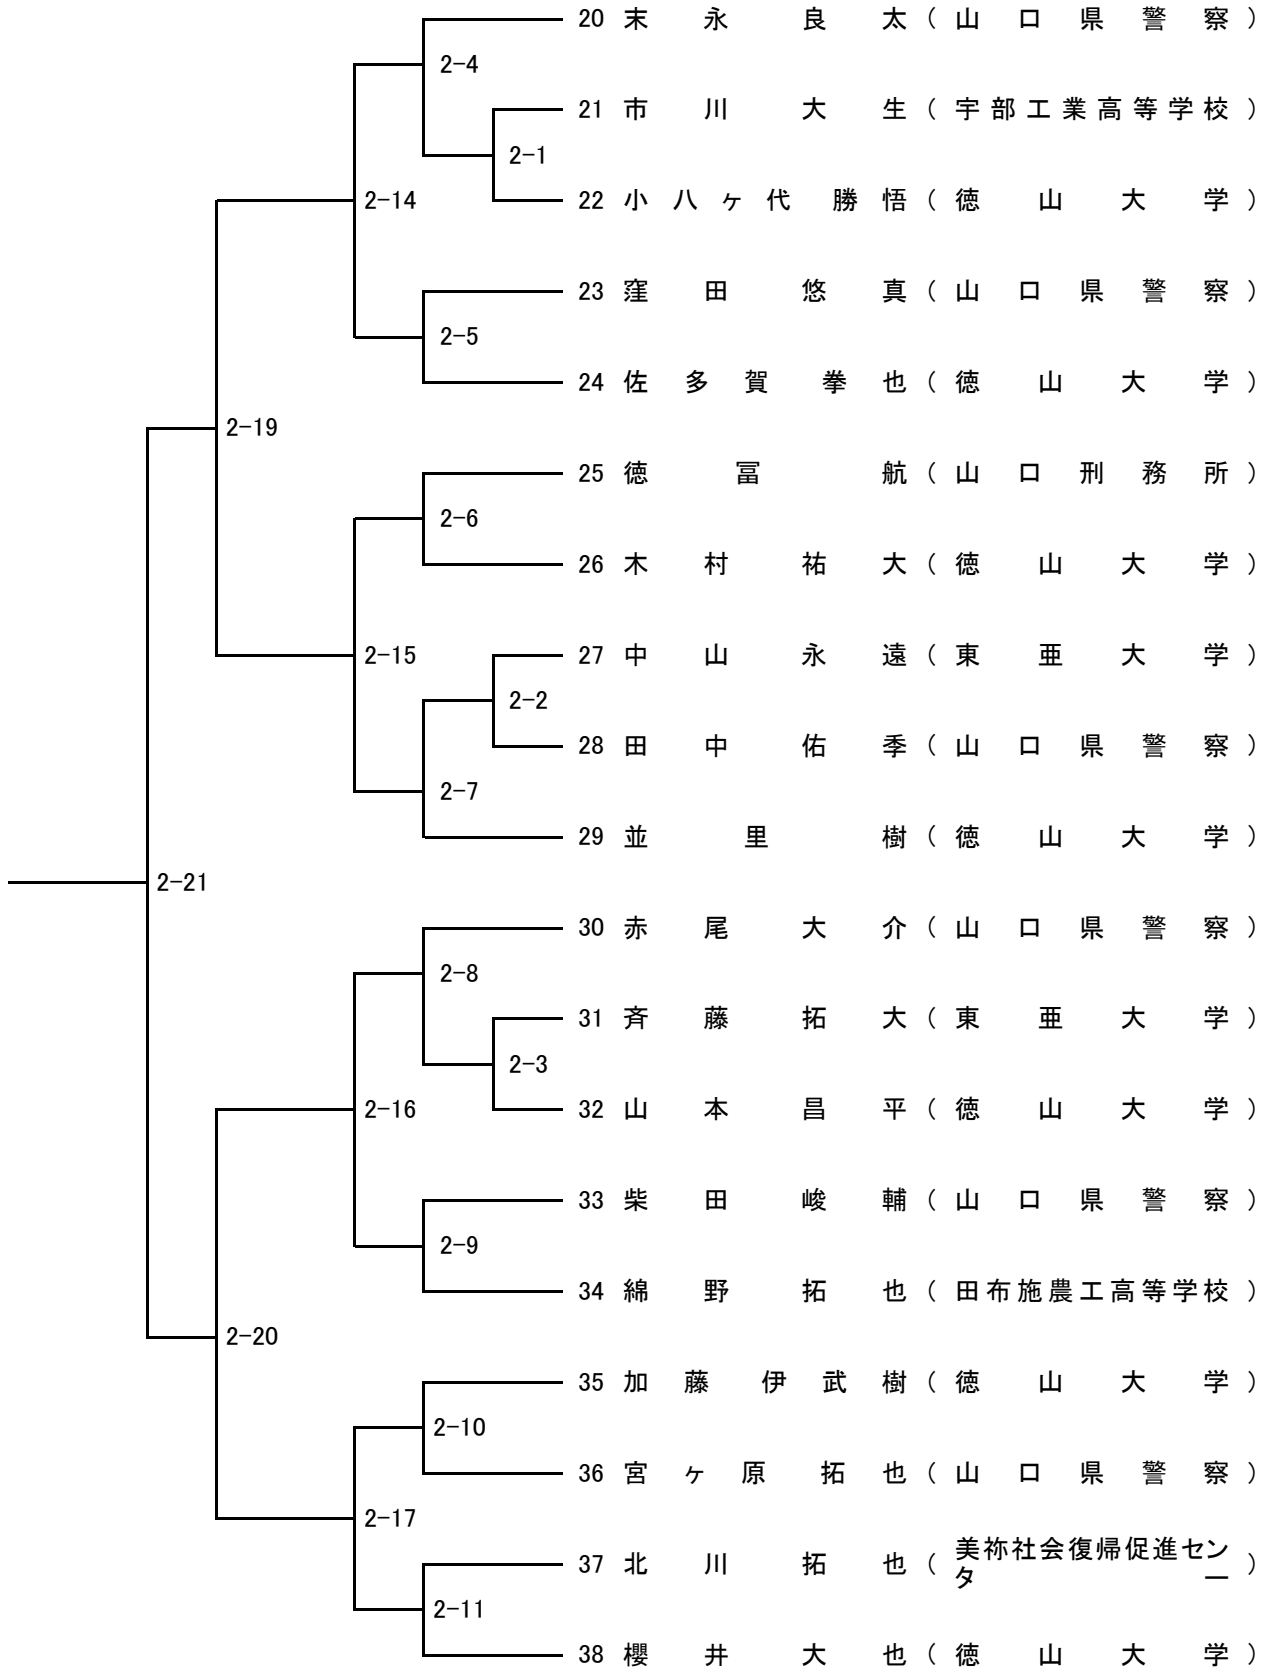 20 末永良太（山口県警察）
2-4
21 市川大生（宇部工業高等学校）
2-1
2-14
22 小八ヶ代勝悟（徳山大学）
23 窪田悠真（山口県警察）
2-5
24 佐多賀拳也（徳山大学）
2-19
25 徳冨航（山口刑務所）
2-6
26 木村祐大（徳山大学）
2-15
27 中山永遠（東亜大学）
2-2
28 田中佑季（山口県警察）
2-7
29 並里樹（徳山大学）
2-21
30 赤尾大介（山口県警察）
2-8
31 斉藤拓大（東亜大学）
2-3
2-16
32 山本昌平（徳山大学）
33 柴田峻輔（山口県警察）
2-9
34 綿野拓也（田布施農工高等学校）
2-20
35 加藤伊武樹（徳山大学）
2-10
36 宮ヶ原拓也（山口県警察）
2-17
37 北川拓也（美祢社会復帰促進セン
ター）
2-11
38 櫻井大也（徳山大学）